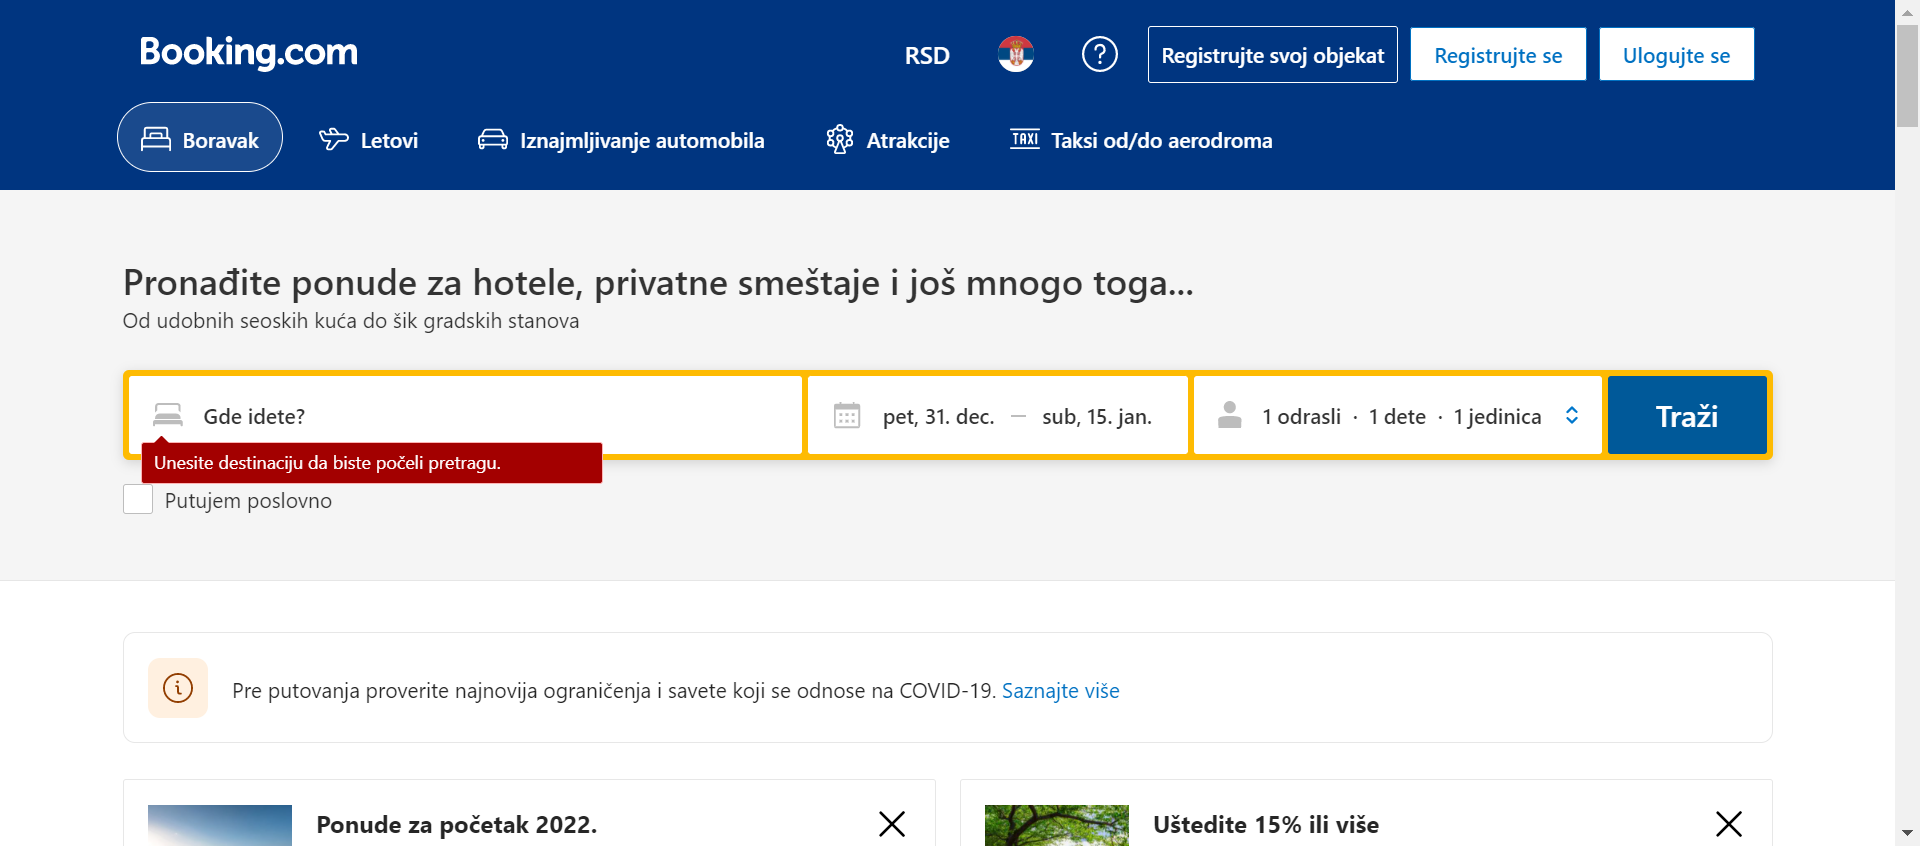 Booking.com
RSD
?
Registrujte svoj objekat
Registrujte se
Ulogujte se
Boravak
Letovi
Iznajmljivanje automobila
Atrakcije
TAXI
Taksi od/do aerodroma
Pronađite ponude za hotele, privatne smeštaje i još mnogo toga...
Od udobnih seoskih kuća do šik gradskih stanova
Gde idete?
pet, 31. dec. — sub, 15. jan.
1 odrasli · 1 dete · 1 jedinica
Traži
Unesite destinaciju da biste počeli pretragu.
Putujem poslovno
Pre putovanja proverite najnovija ograničenja i savete koji se odnose na COVID-19. Saznajte više
Ponude za početak 2022.
Uštedite 15% ili više